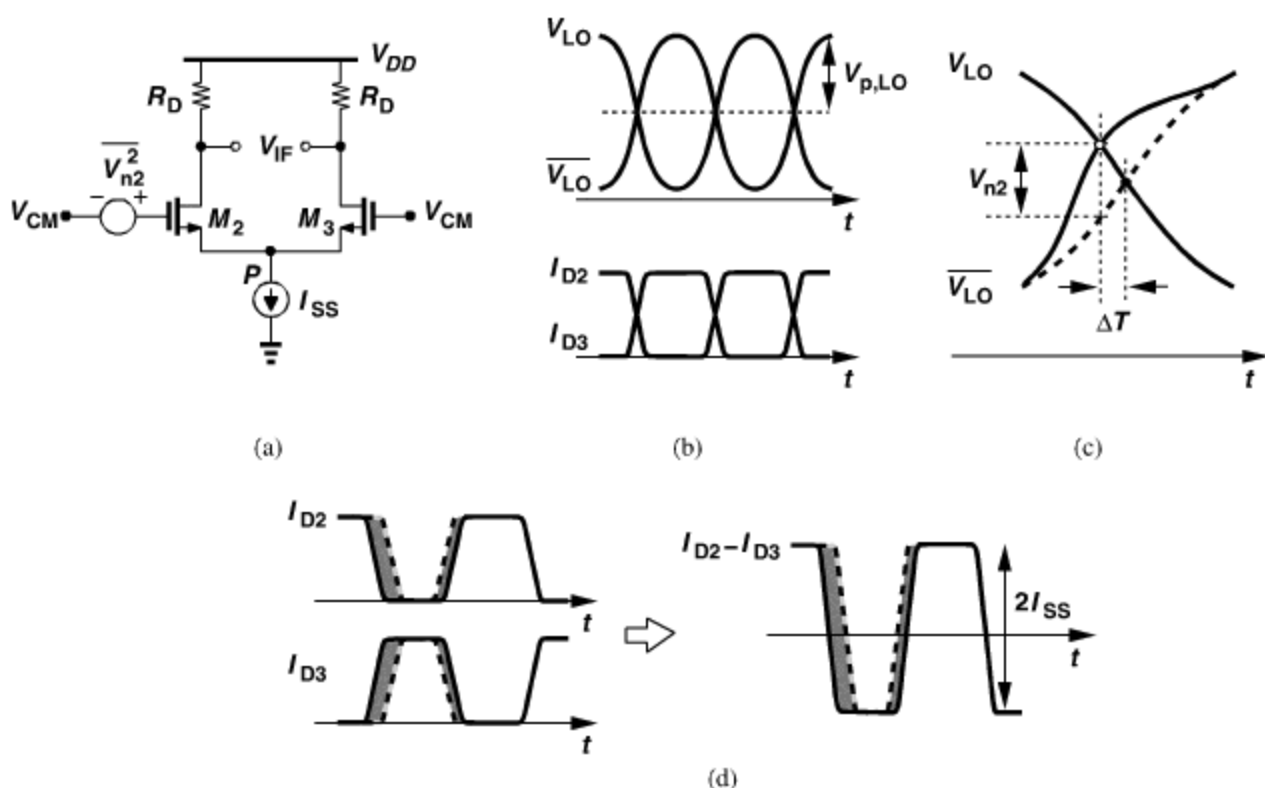 V_DD
R_D R_D
V_IF
V_n2^2
− +
V_CM M_2 M_3 V_CM
P
I_SS
(a)
V_LO
V_p,LO
V_LO
t
I_D2
I_D3
t
(b)
V_LO
V_n2
V_LO
ΔT
t
(c)
I_D2
t
I_D3
t
I_D2 − I_D3
2I_SS
t
(d)